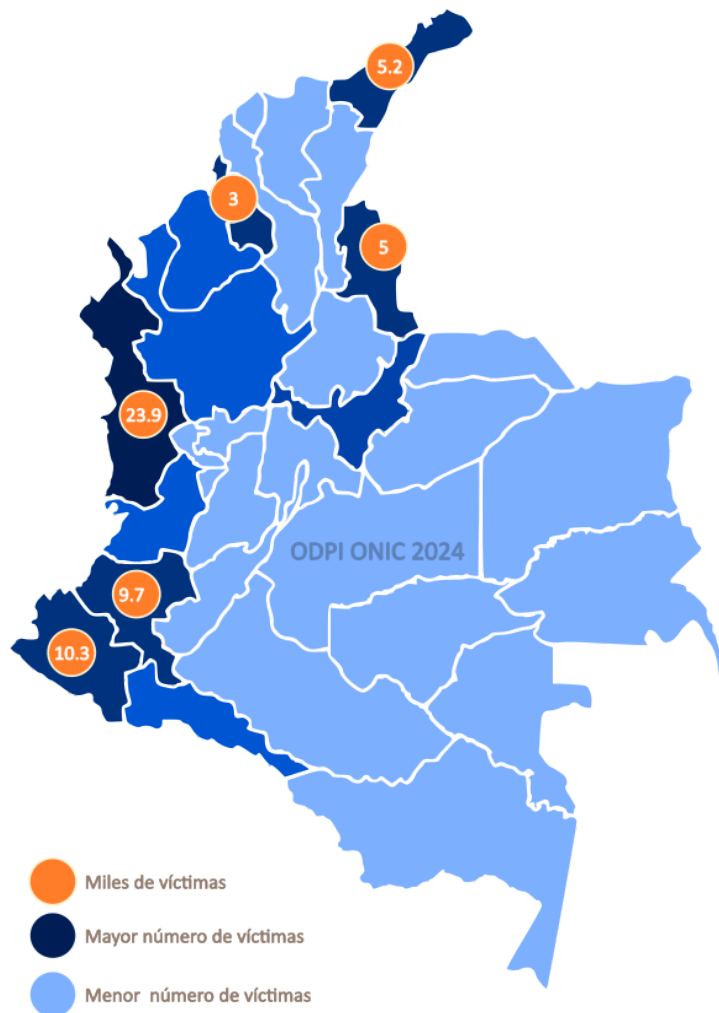 5.2
3
5
23.9
ODPI ONIC 2024
9.7
10.3
Miles de víctimas
Mayor número de víctimas
Menor número de víctimas